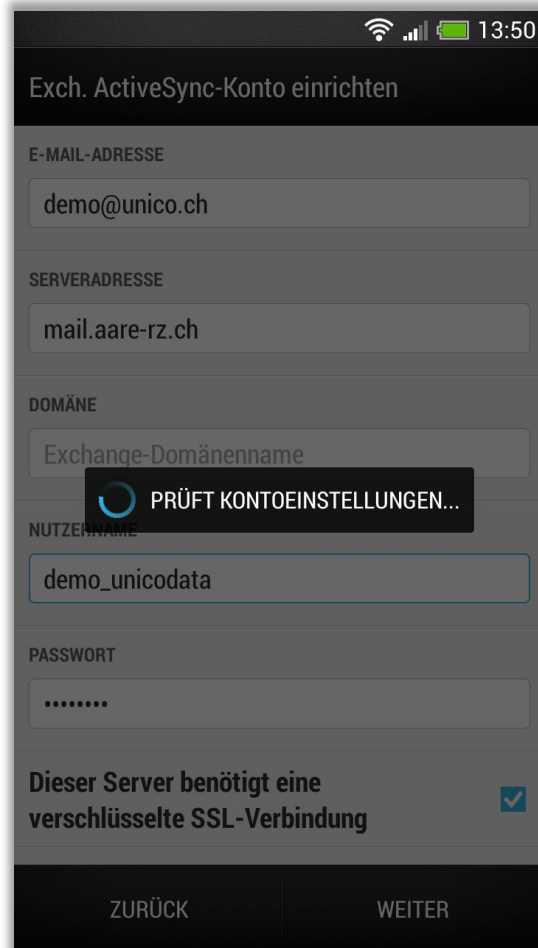 13:50
Exch. ActiveSync-Konto einrichten
E-MAIL-ADRESSE
demo@unico.ch
SERVERADRESSE
mail.aare-rz.ch
DOMÄNE
Exchange-Domänenname
PRÜFT KONTOEINSTELLUNGEN...
NUTZERNAME
demo_unicodata
PASSWORT
••••••••
Dieser Server benötigt eine
verschlüsselte SSL-Verbindung
ZURÜCK WEITER